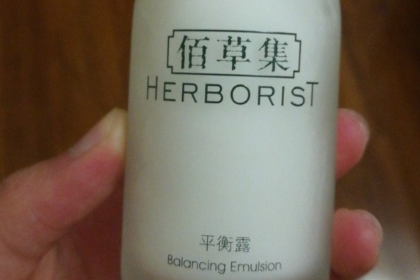 佰草集
HERBORIST
平衡露
Balancing Emulsion